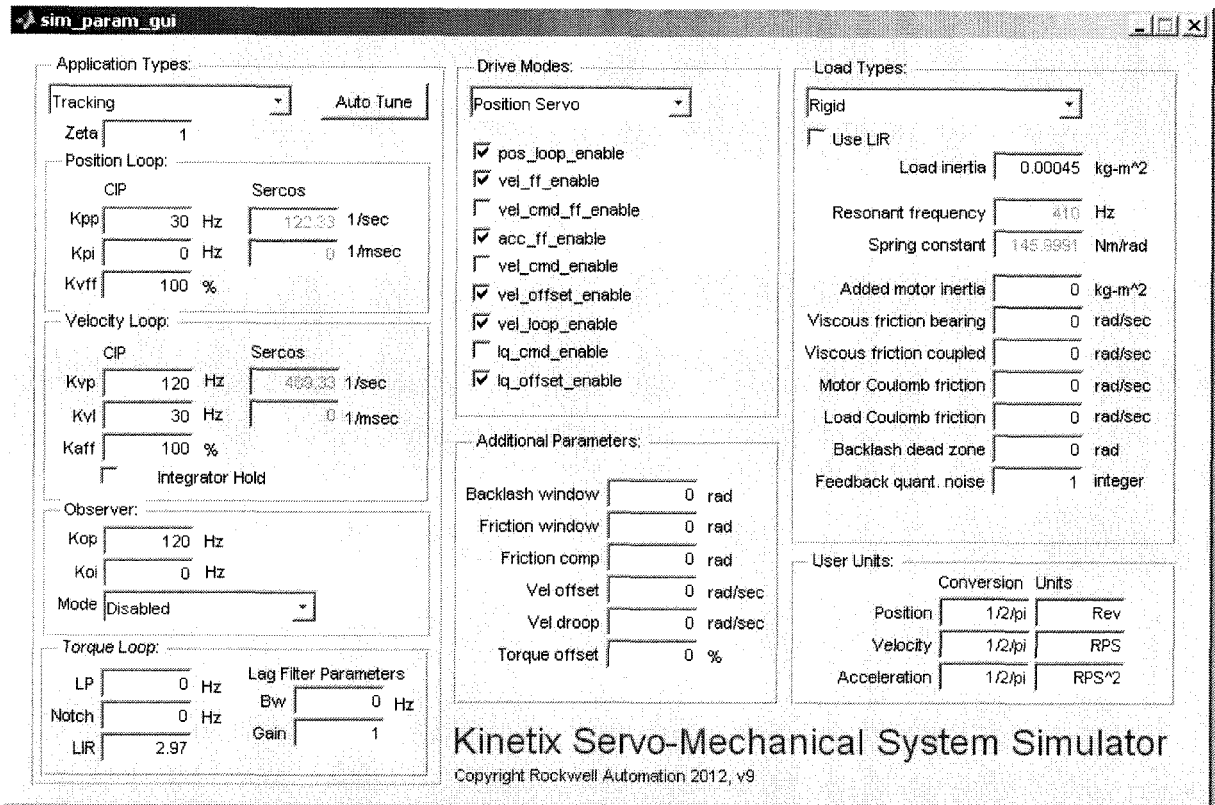 sim_param_gui
Application Types:
Tracking
Auto Tune
Zeta 1
Position Loop:
CIP Sercos
Kpp 30 Hz 122.33 1/sec
Kpi 0 Hz 0 1/msec
Kvff 100 %
Velocity Loop:
CIP Sercos
Kvp 120 Hz 489.33 1/sec
KvI 30 Hz 0 1/msec
Kaff 100 %
Integrator Hold
Observer:
Kop 120 Hz
Koi 0 Hz
Mode Disabled
Torque Loop:
LP 0 Hz
Notch 0 Hz
LIR 2.97
Lag Filter Parameters
Bw 0 Hz
Gain 1
Drive Modes:
Position Servo
pos_loop_enable
vel_ff_enable
vel_cmd_ff_enable
acc_ff_enable
vel_cmd_enable
vel_offset_enable
vel_loop_enable
Iq_cmd_enable
Iq_offset_enable
Additional Parameters:
Backlash window 0 rad
Friction window 0 rad
Friction comp 0 rad
Vel offset 0 rad/sec
Vel droop 0 rad/sec
Torque offset 0 %
Load Types:
Rigid
Use LIR
Load inertia 0.00045 kg-m^2
Resonant frequency 410 Hz
Spring constant 145.9991 Nm/rad
Added motor inertia 0 kg-m^2
Viscous friction bearing 0 rad/sec
Viscous friction coupled 0 rad/sec
Motor Coulomb friction 0 rad/sec
Load Coulomb friction 0 rad/sec
Backlash dead zone 0 rad
Feedback quant. noise 1 integer
User Units:
Conversion Units
Position 1/2/pi Rev
Velocity 1/2/pi RPS
Acceleration 1/2/pi RPS^2
Kinetix Servo-Mechanical System Simulator
Copyright Rockwell Automation 2012, v9